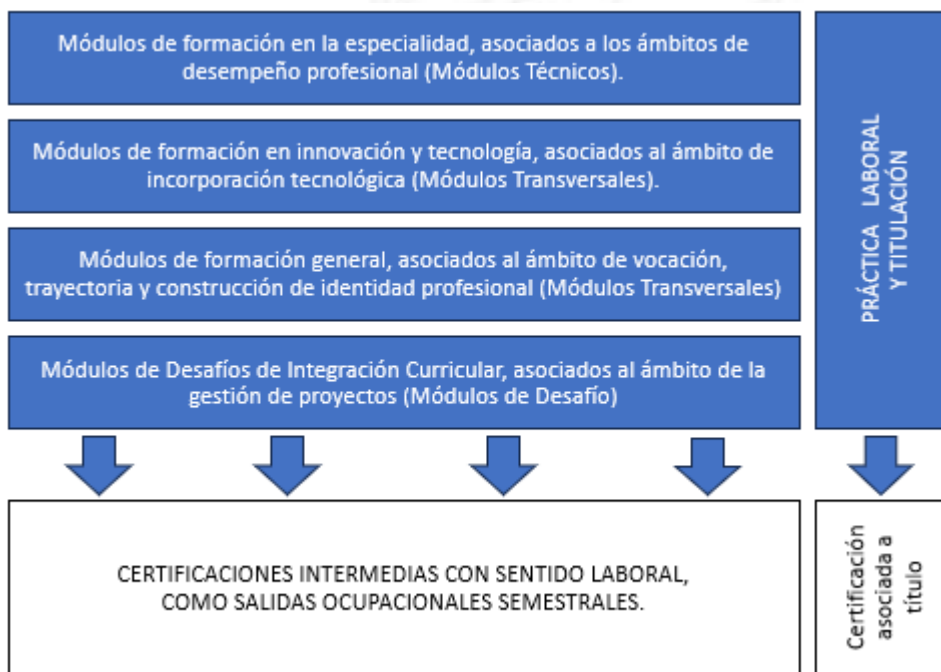 Módulos de formación en la especialidad, asociados a los ámbitos de
desempeño profesional (Módulos Técnicos).
Módulos de formación en innovación y tecnología, asociados al ámbito de
incorporación tecnológica (Módulos Transversales).
Módulos de formación general, asociados al ámbito de vocación,
trayectoria y construcción de identidad profesional (Módulos Transversales)
Módulos de Desafíos de Integración Curricular, asociados al ámbito de la
gestión de proyectos (Módulos de Desafío)
PRÁCTICA LABORAL
Y TITULACIÓN
CERTIFICACIONES INTERMEDIAS CON SENTIDO LABORAL,
COMO SALIDAS OCUPACIONALES SEMESTRALES.
Certificación
asociada a
título